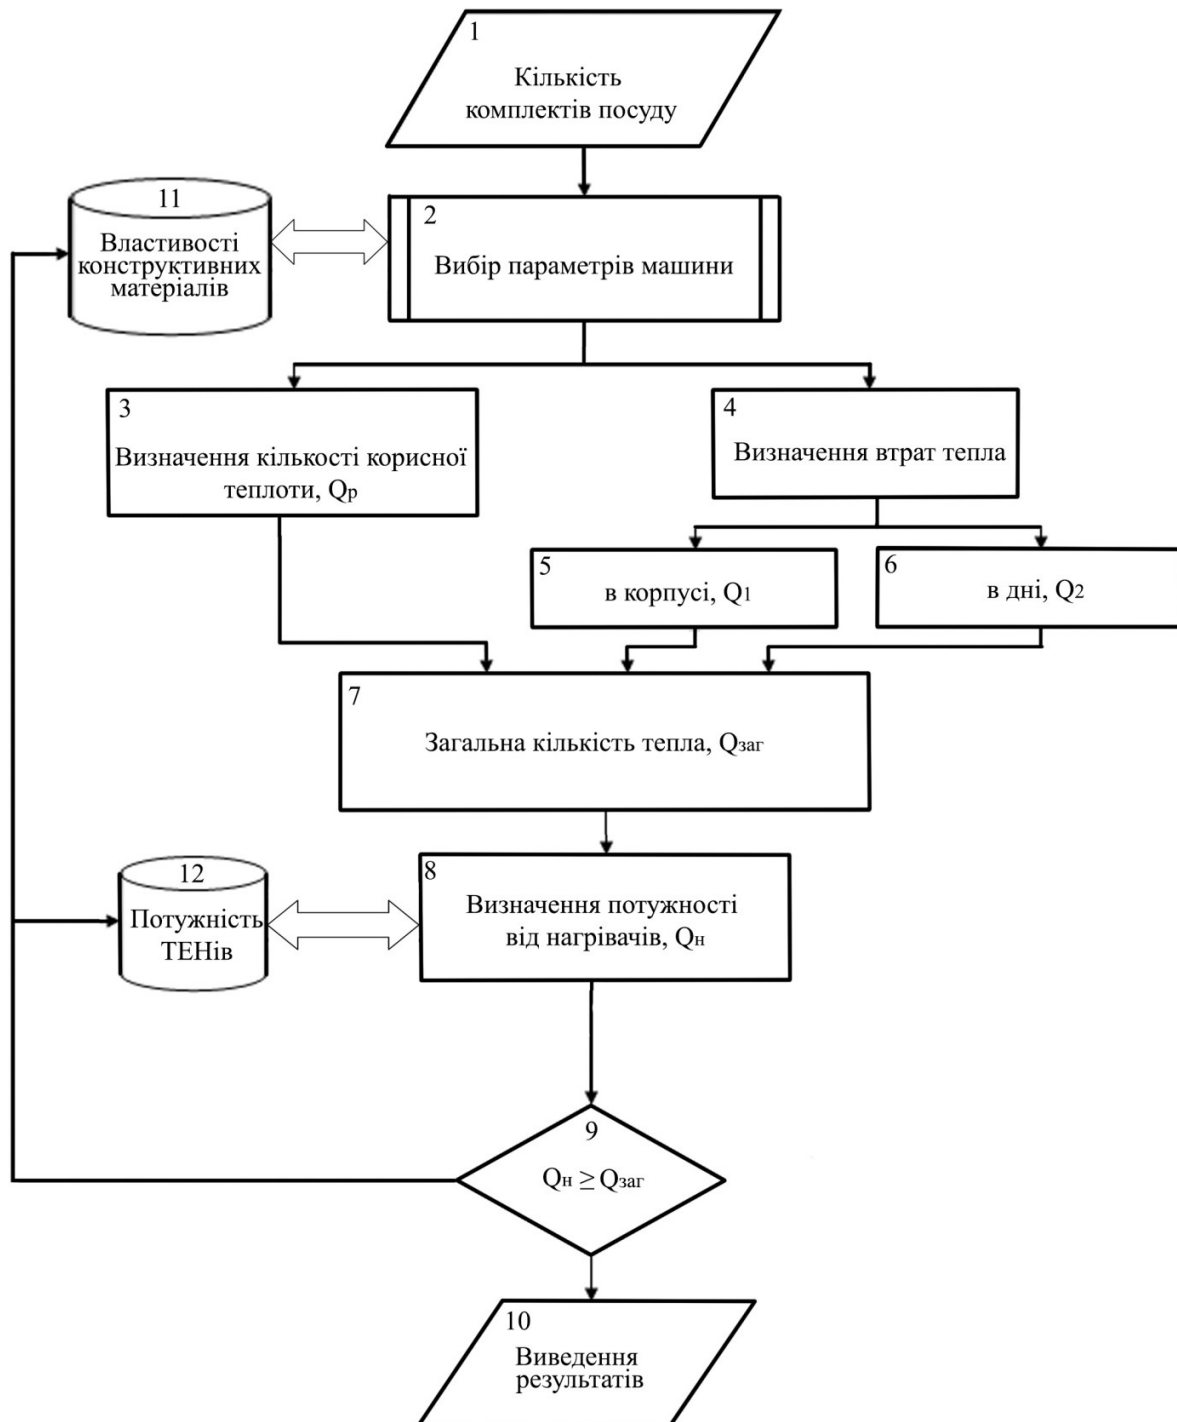 1
Кількість
комплектів посуду
11
Властивості
конструктивних
матеріалів
2
Вибір параметрів машини
3
Визначення кількості корисної
теплоти, Qр
4
Визначення втрат тепла
5
в корпусі, Q1
6
в дні, Q2
7
Загальна кількість тепла, Qзаг
12
Потужність
ТЕНів
8
Визначення потужності
від нагрівачів, Qн
9
Qн ≥ Qзаг
10
Виведення
результатів